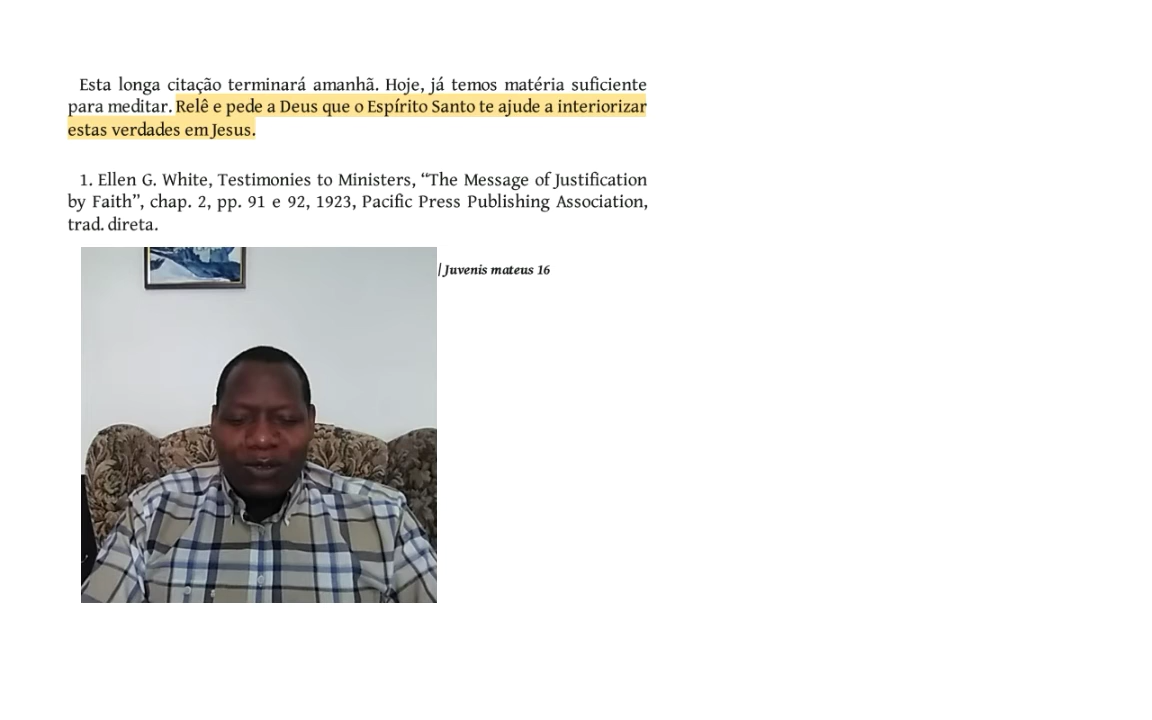 Esta longa citação terminará amanhã. Hoje, já temos matéria suficiente
para meditar. Relê e pede a Deus que o Espírito Santo te ajude a interiorizar
estas verdades em Jesus.
1. Ellen G. White, Testimonies to Ministers, “The Message of Justification
by Faith”, chap. 2, pp. 91 e 92, 1923, Pacific Press Publishing Association,
trad. direta.
/ Juvenis mateus 16